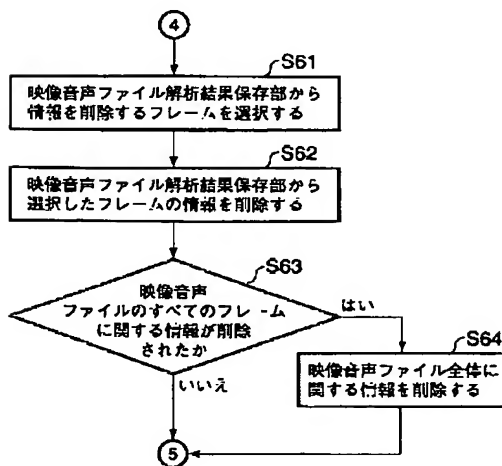 4
S61
映像音声ファイル解析結果保存部から
情報を削除するフレームを選択する
S62
映像音声ファイル解析結果保存部から
選択したフレームの情報を削除する
S63
映像音声
ファイルのすべてのフレーム
に関する情報が削除
されたか
はい
いいえ
S64
映像音声ファイル全体に
関する情報を削除する
5